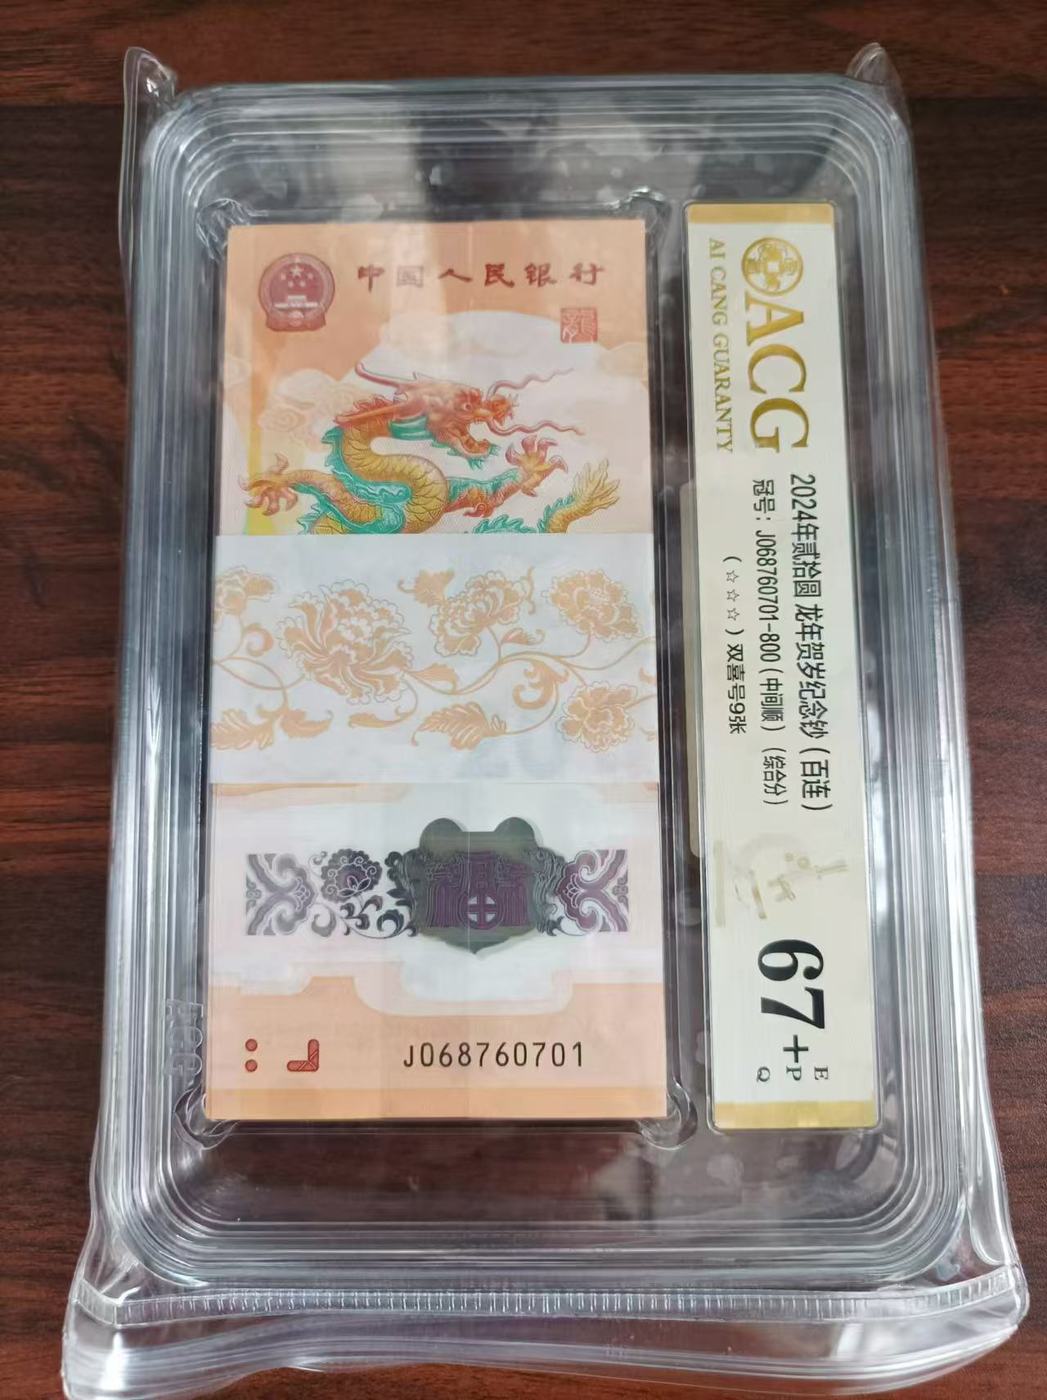 中国人民银行
J068760701
ACG
AI CANG GUARANTY
2024年贰拾圆 龙年贺岁纪念钞（百连）
冠号：J068760701-800（中间顺）（综合分）
（☆☆☆）双喜号9张
67+
E
P
Q